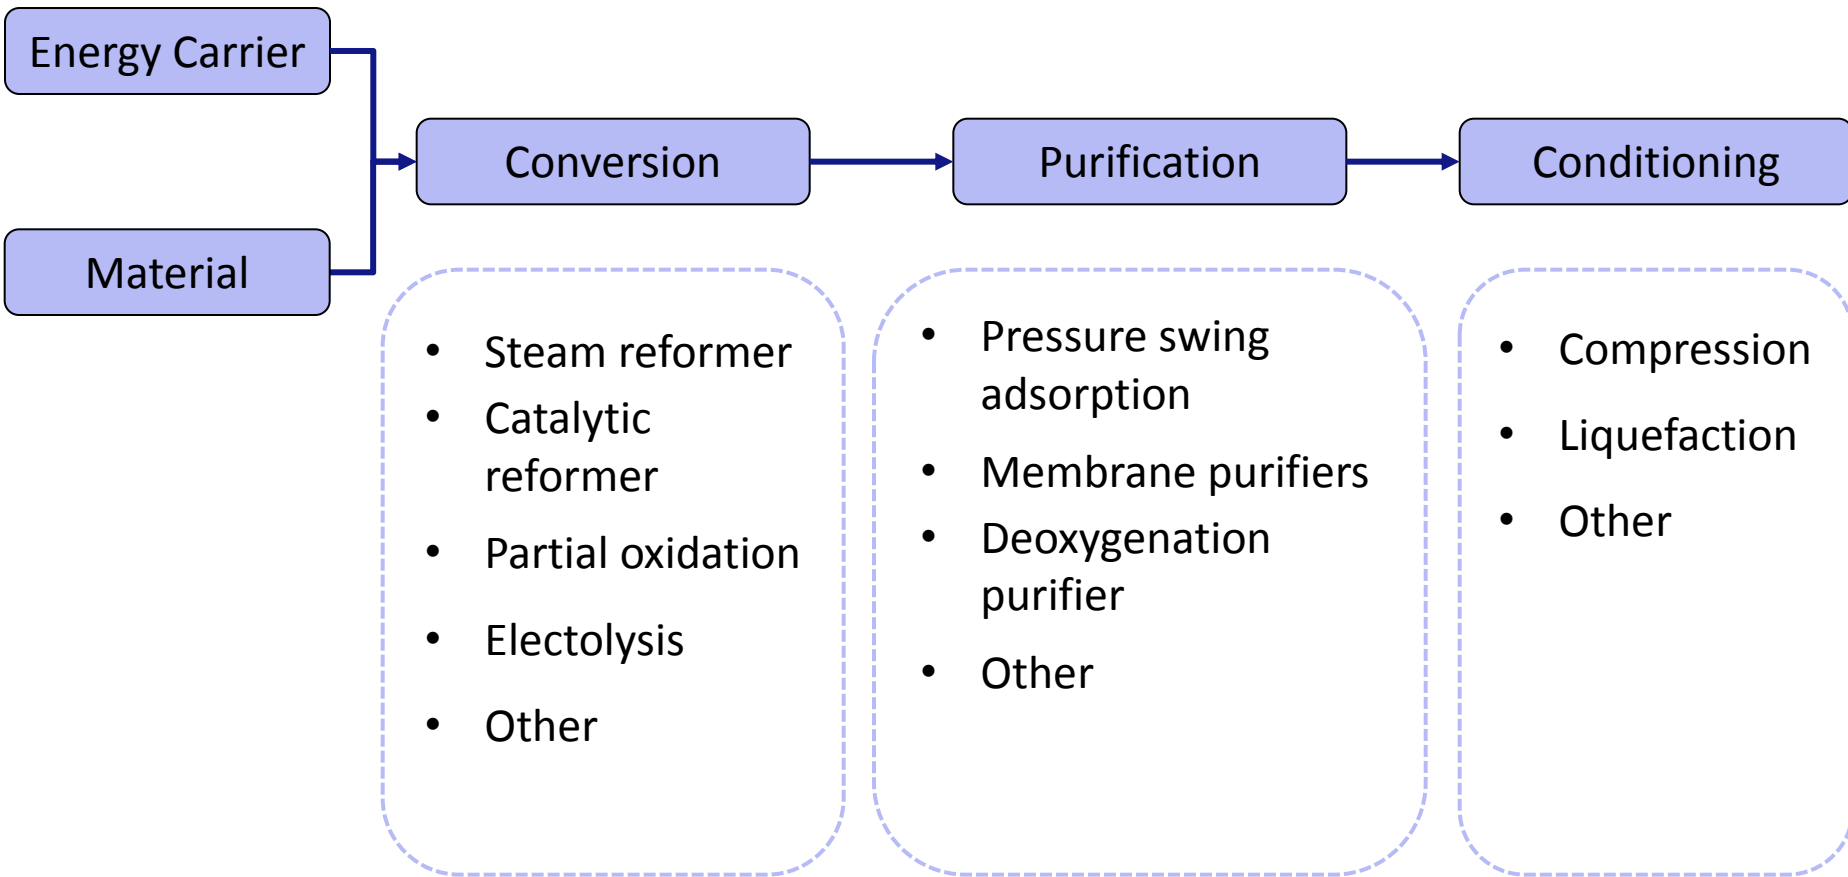 Energy Carrier
Material
Conversion
Purification
Conditioning
• Steam reformer
• Catalytic
reformer
• Partial oxidation
• Electolysis
• Other
• Pressure swing
adsorption
• Membrane purifiers
• Deoxygenation
purifier
• Other
• Compression
• Liquefaction
• Other